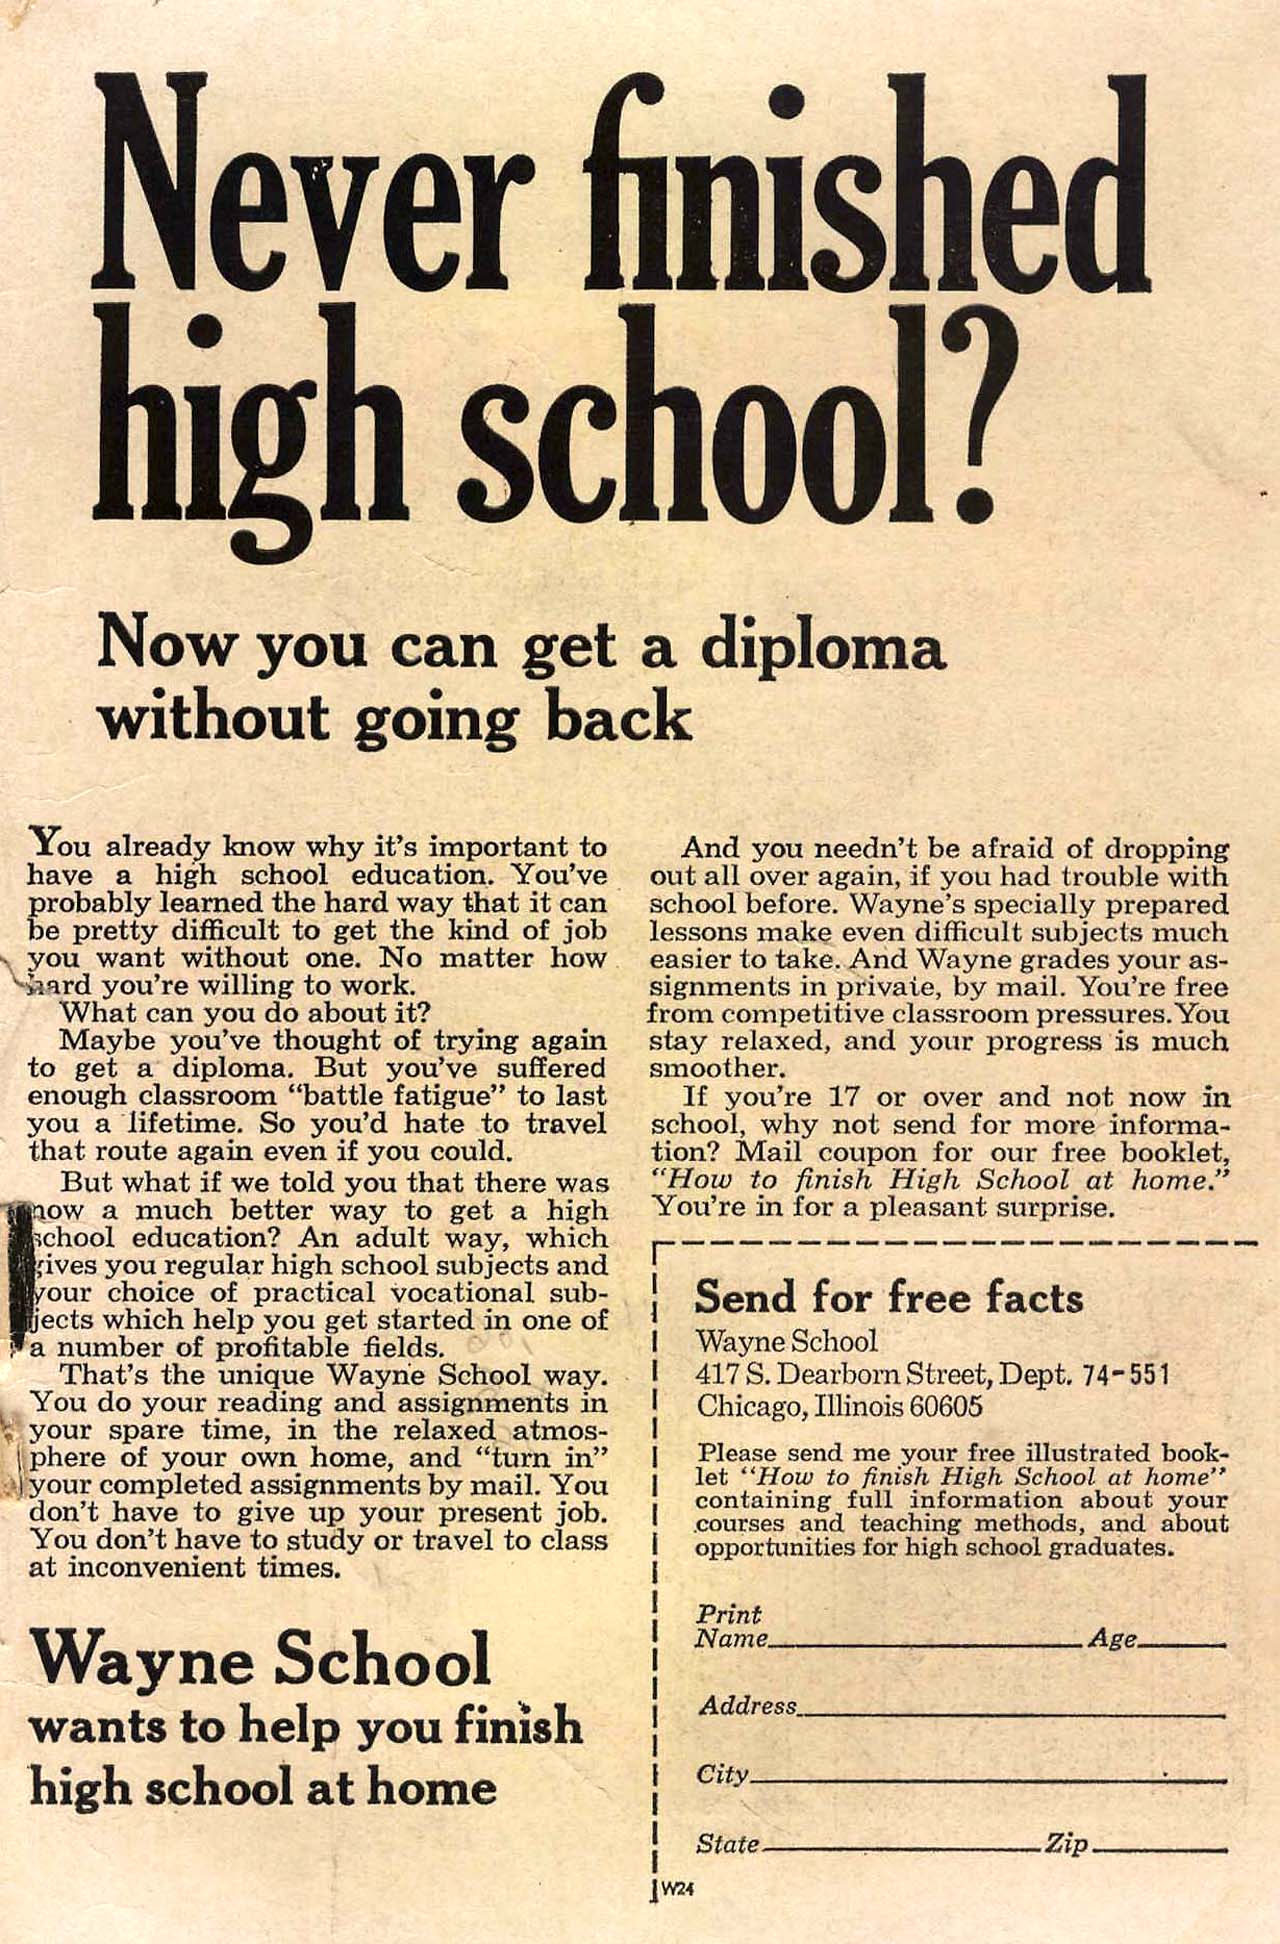 Never finished
high school?
Now you can get a diploma
without going back
You already know why it's important to
have a high school education. You've
probably learned the hard way that it can
be pretty difficult to get the kind of job
you want without one. No matter how
hard you're willing to work.
What can you do about it?
Maybe you've thought of trying again
to get a diploma. But you've suffered
enough classroom "battle fatigue" to last
you a lifetime. So you'd hate to travel
that route again even if you could.
But what if we told you that there was
now a much better way to get a high
school education? An adult way, which
gives you regular high school subjects and
your choice of practical vocational sub-
jects which help you get started in one of
a number of profitable fields.
That's the unique Wayne School way.
You do your reading and assignments in
your spare time, in the relaxed atmos-
phere of your own home, and "turn in"
your completed assignments by mail. You
don't have to give up your present job.
You don't have to study or travel to class
at inconvenient times.
Wayne School
wants to help you finish
high school at home
And you needn't be afraid of dropping
out all over again, if you had trouble with
school before. Wayne's specially prepared
lessons make even difficult subjects much
easier to take. And Wayne grades your as-
signments in private, by mail. You're free
from competitive classroom pressures. You
stay relaxed, and your progress is much
smoother.
If you're 17 or over and not now in
school, why not send for more informa-
tion? Mail coupon for our free booklet,
"How to finish High School at home."
You're in for a pleasant surprise.
Send for free facts
Wayne School
417 S. Dearborn Street, Dept. 74-551
Chicago, Illinois 60605
Please send me your free illustrated book-
let "How to finish High School at home"
containing full information about your
courses and teaching methods, and about
opportunities for high school graduates.
Print
Name Age
Address
City
State Zip
W24